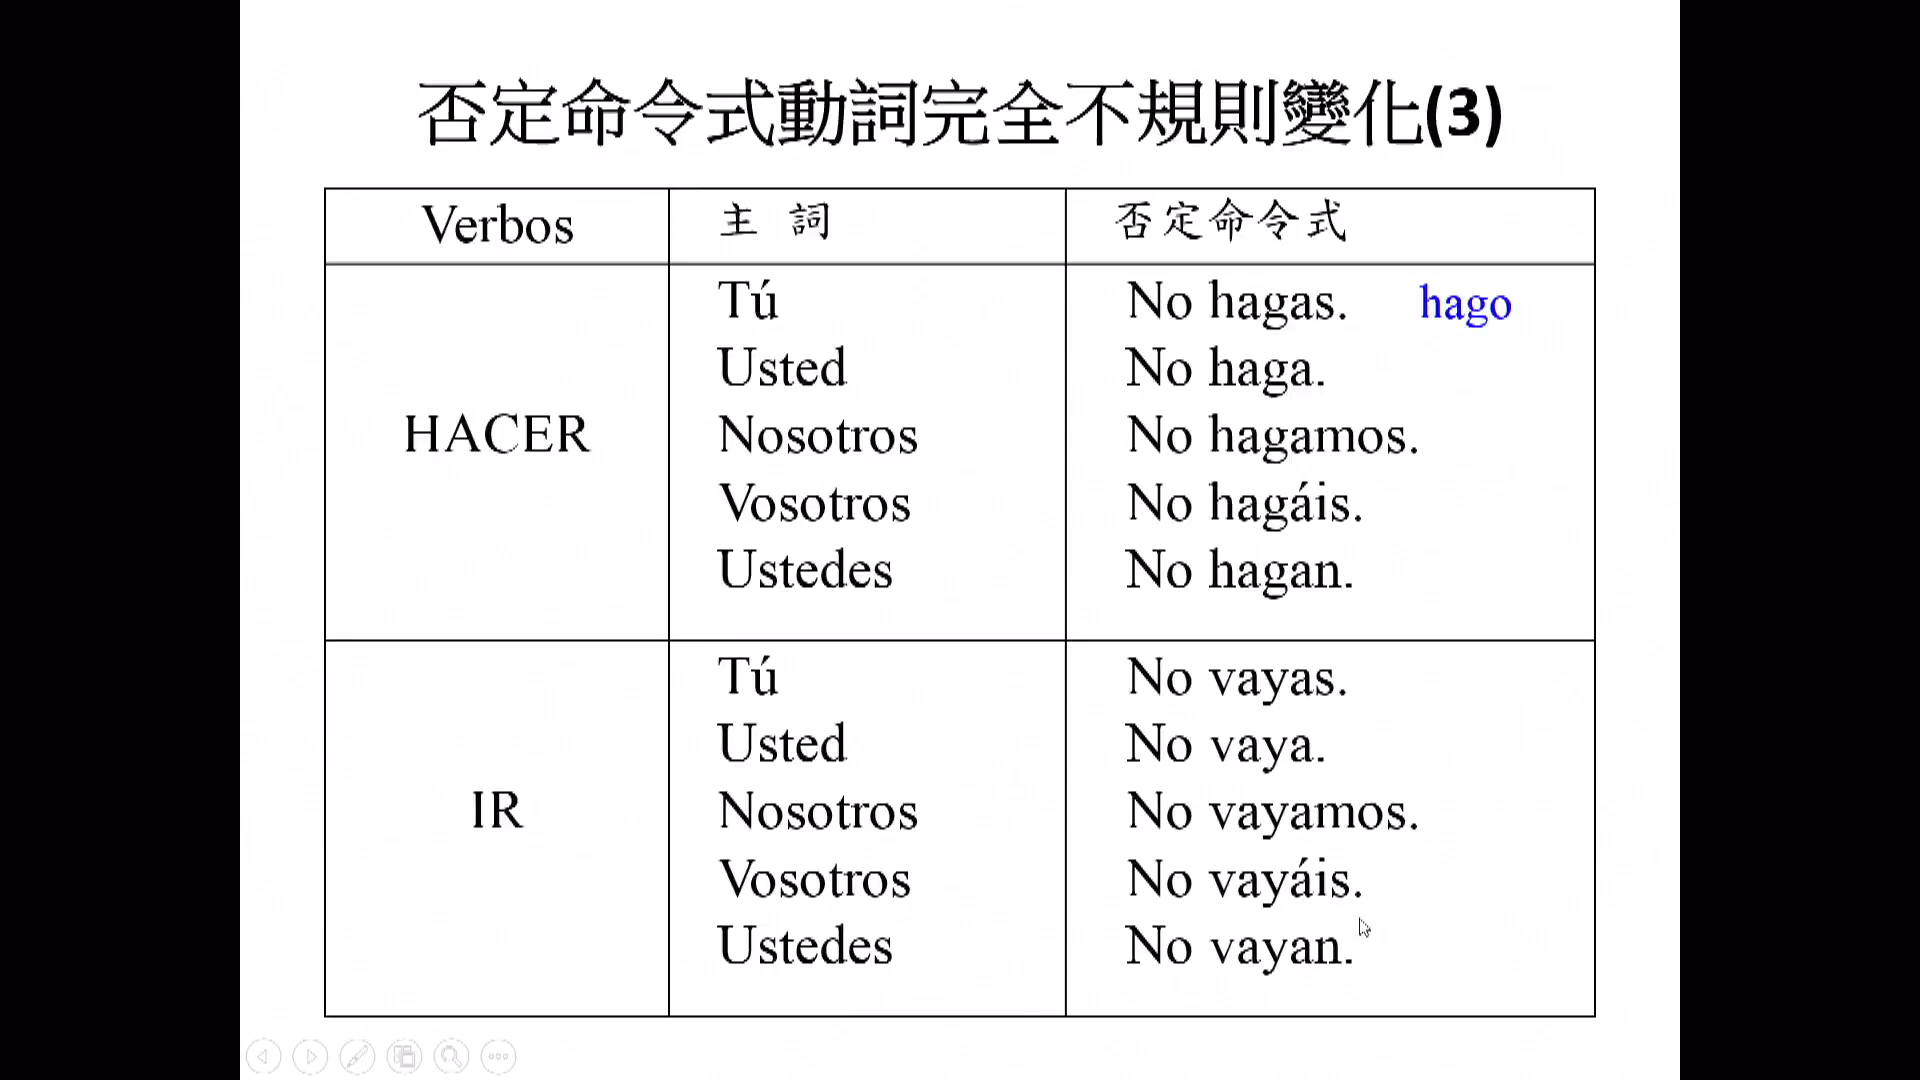 否定命令式動詞完全不規則變化(3)
Verbos 主 詞 否定命令式
HACER
Tú No hagas. hago
Usted No haga.
Nosotros No hagamos.
Vosotros No hagáis.
Ustedes No hagan.
IR
Tú No vayas.
Usted No vaya.
Nosotros No vayamos.
Vosotros No vayáis.
Ustedes No vayan.